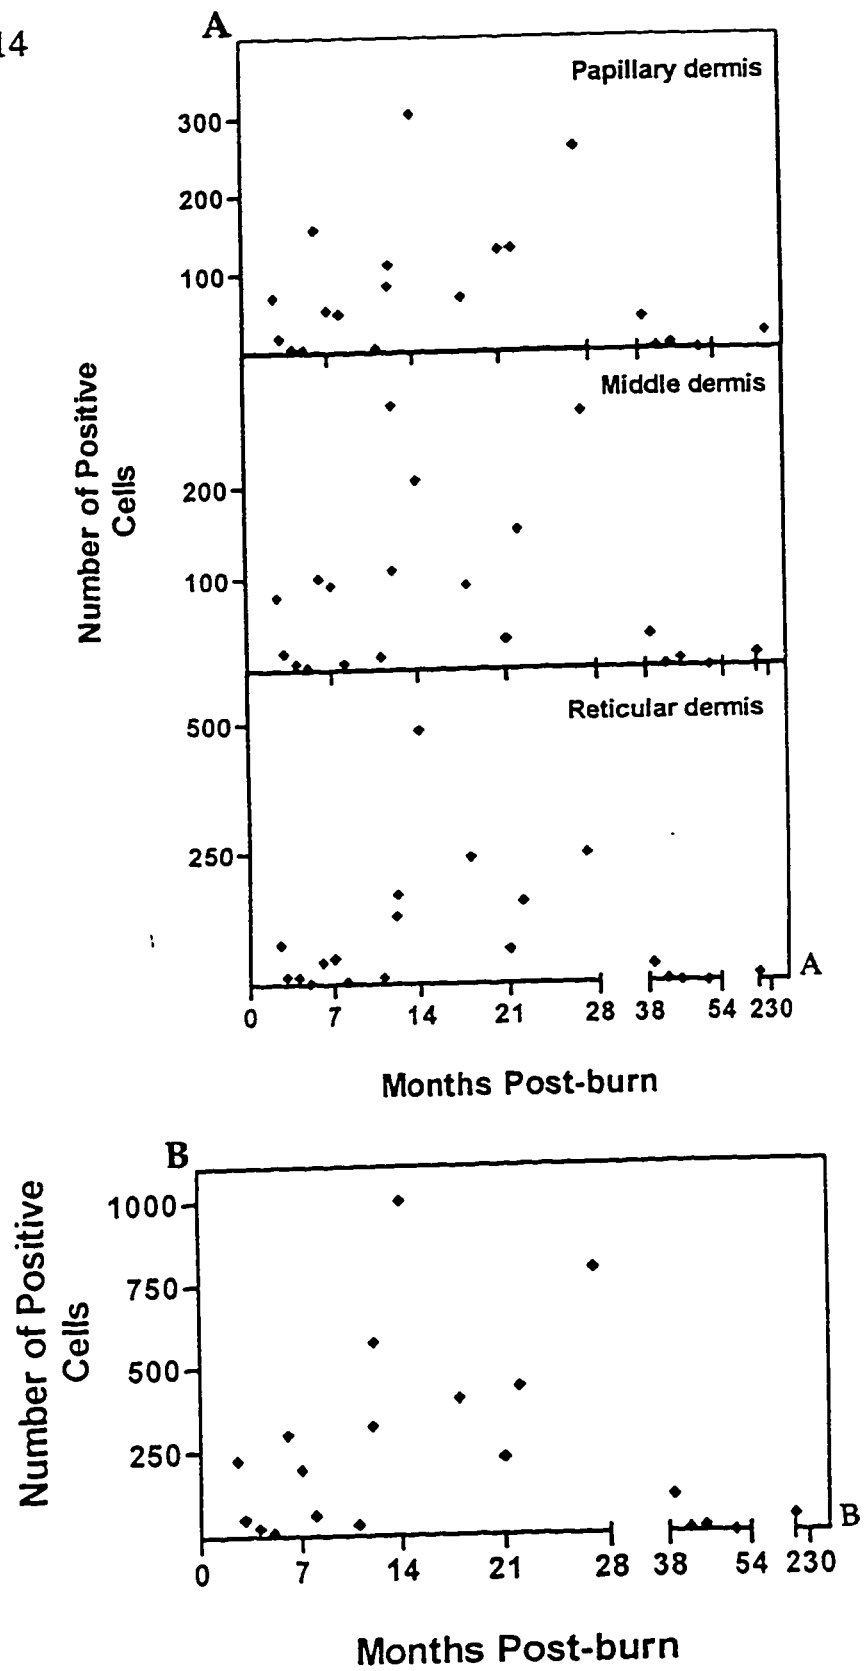 14
A
Papillary dermis
300
200
100
Number of Positive
Cells
Middle dermis
200
100
Reticular dermis
500
250
A
0 7 14 21 28 38 54 230
Months Post-burn
B
Number of Positive
Cells
1000
750
500
250
B
0 7 14 21 28 38 54 230
Months Post-burn